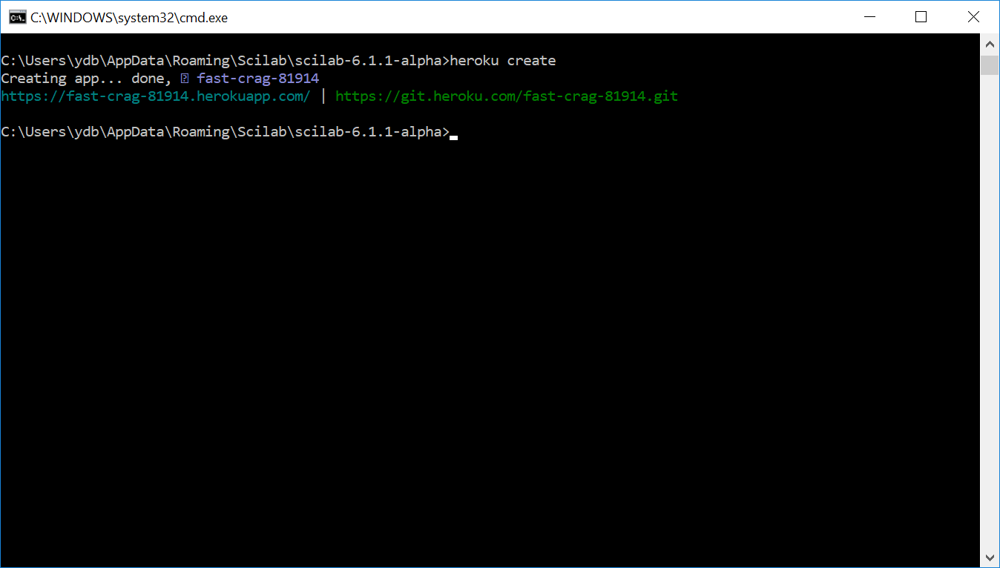 C:\WINDOWS\system32\cmd.exe
C:\Users\ydb\AppData\Roaming\Scilab\scilab-6.1.1-alpha>heroku create
Creating app... done, ⍰ fast-crag-81914
https://fast-crag-81914.herokuapp.com/ | https://git.heroku.com/fast-crag-81914.git
C:\Users\ydb\AppData\Roaming\Scilab\scilab-6.1.1-alpha>